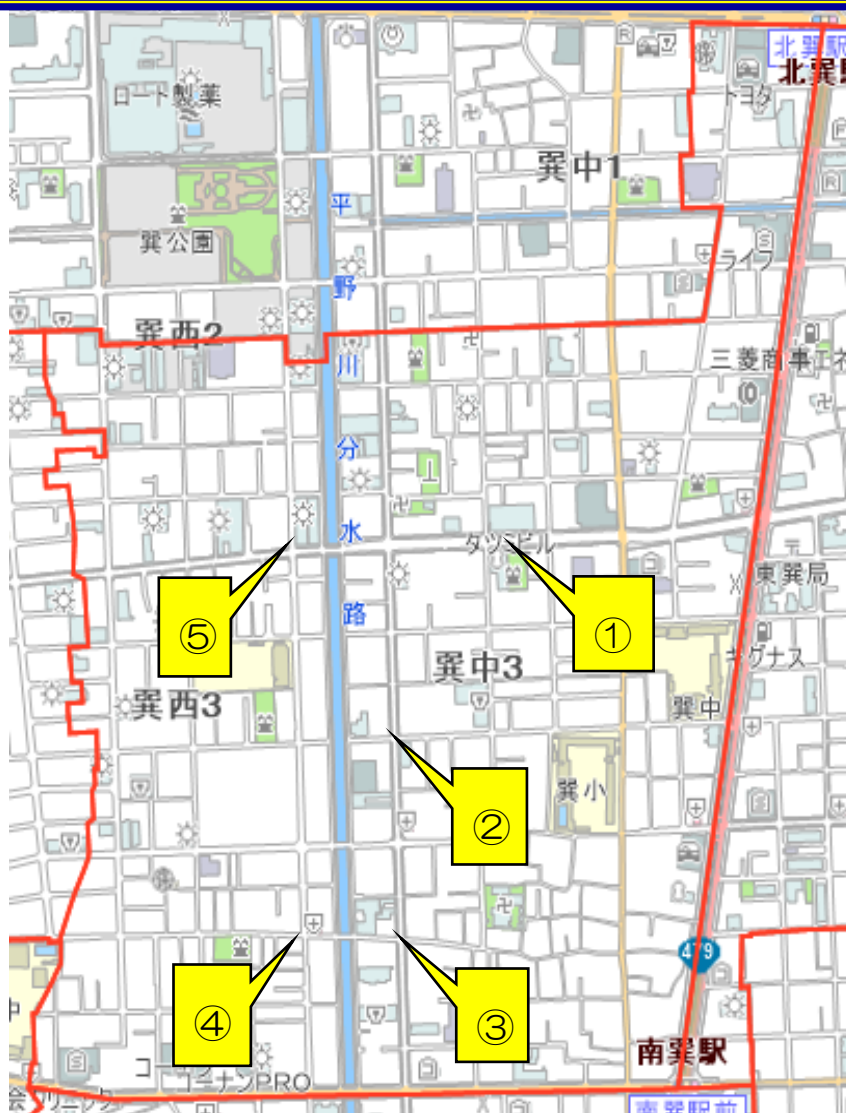 北巽駅
北巽駅
ロート製薬
トヨタ
巽中1
平
野
川
分
水
路
巽公園
ライフ
巽西2
三菱商事エネ
タツミビル
東巽局
⑤
①
巽中3
キグナス
巽西3
巽中
巽小
②
479
④
③
南巽駅
コーナンPRO
南巽駅前